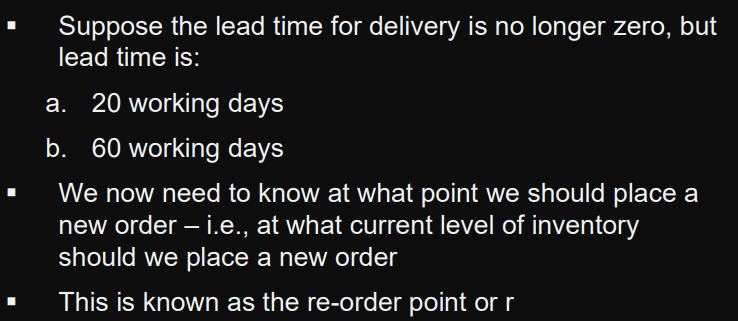 ▪ Suppose the lead time for delivery is no longer zero, but
lead time is:
a. 20 working days
b. 60 working days
▪ We now need to know at what point we should place a
new order – i.e., at what current level of inventory
should we place a new order
▪ This is known as the re-order point or r